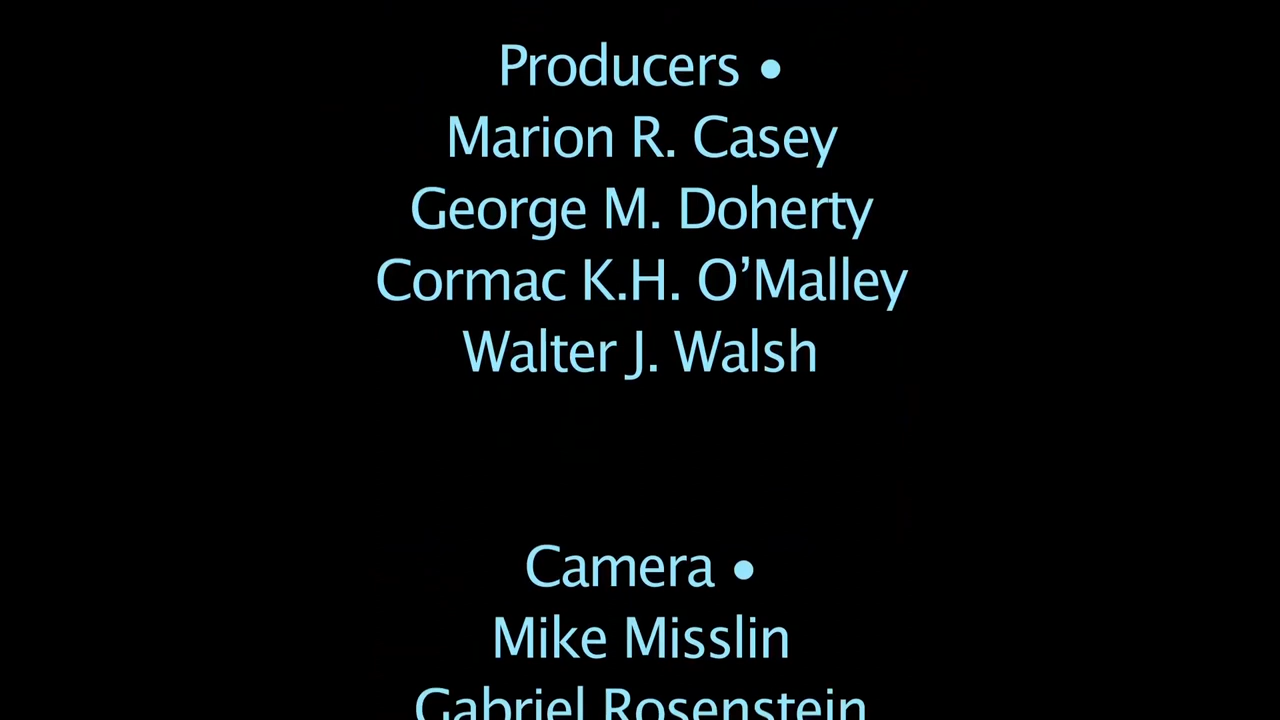 Producers •
Marion R. Casey
George M. Doherty
Cormac K.H. O’Malley
Walter J. Walsh
Camera •
Mike Misslin
Gabriel Rosenstein